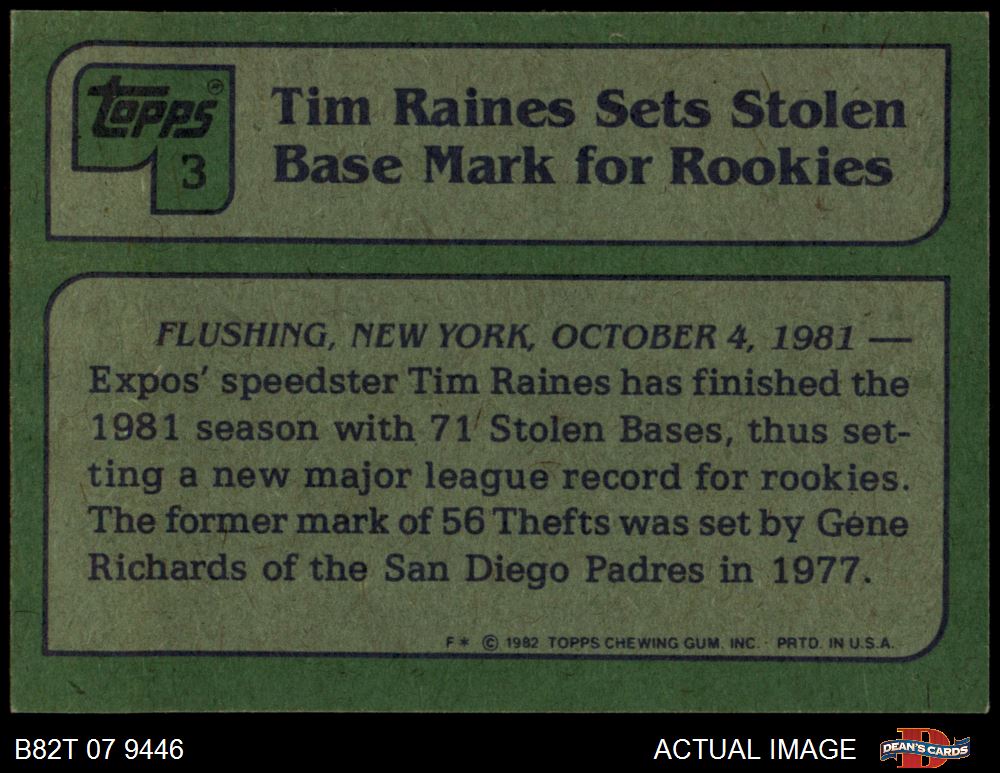 topps®
3
Tim Raines Sets Stolen
Base Mark for Rookies
FLUSHING, NEW YORK, OCTOBER 4, 1981 —
Expos' speedster Tim Raines has finished the
1981 season with 71 Stolen Bases, thus set-
ting a new major league record for rookies.
The former mark of 56 Thefts was set by Gene
Richards of the San Diego Padres in 1977.
F* © 1982 TOPPS CHEWING GUM, INC. · PRTD. IN U.S.A.
B82T 07 9446
ACTUAL IMAGE
D
DEAN'S CARDS